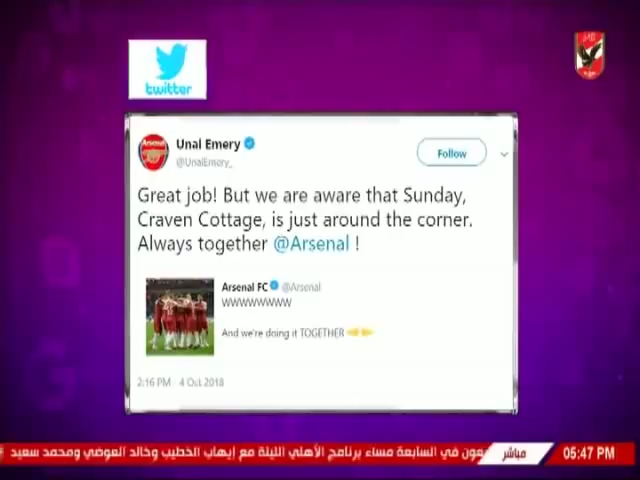 twitter
Unai Emery
@UnaiEmery_
Follow
Great job! But we are aware that Sunday,
Craven Cottage, is just around the corner.
Always together @Arsenal !
Arsenal FC @Arsenal
WWWWWWWW
And we're doing it TOGETHER
2:16 PM 4 Oct 2018
عون في السابعة مساء برنامج الأهلي الليلة مع إيهاب الخطيب وخالد العوضي ومحمد سعيد
مباشر
05:47 PM